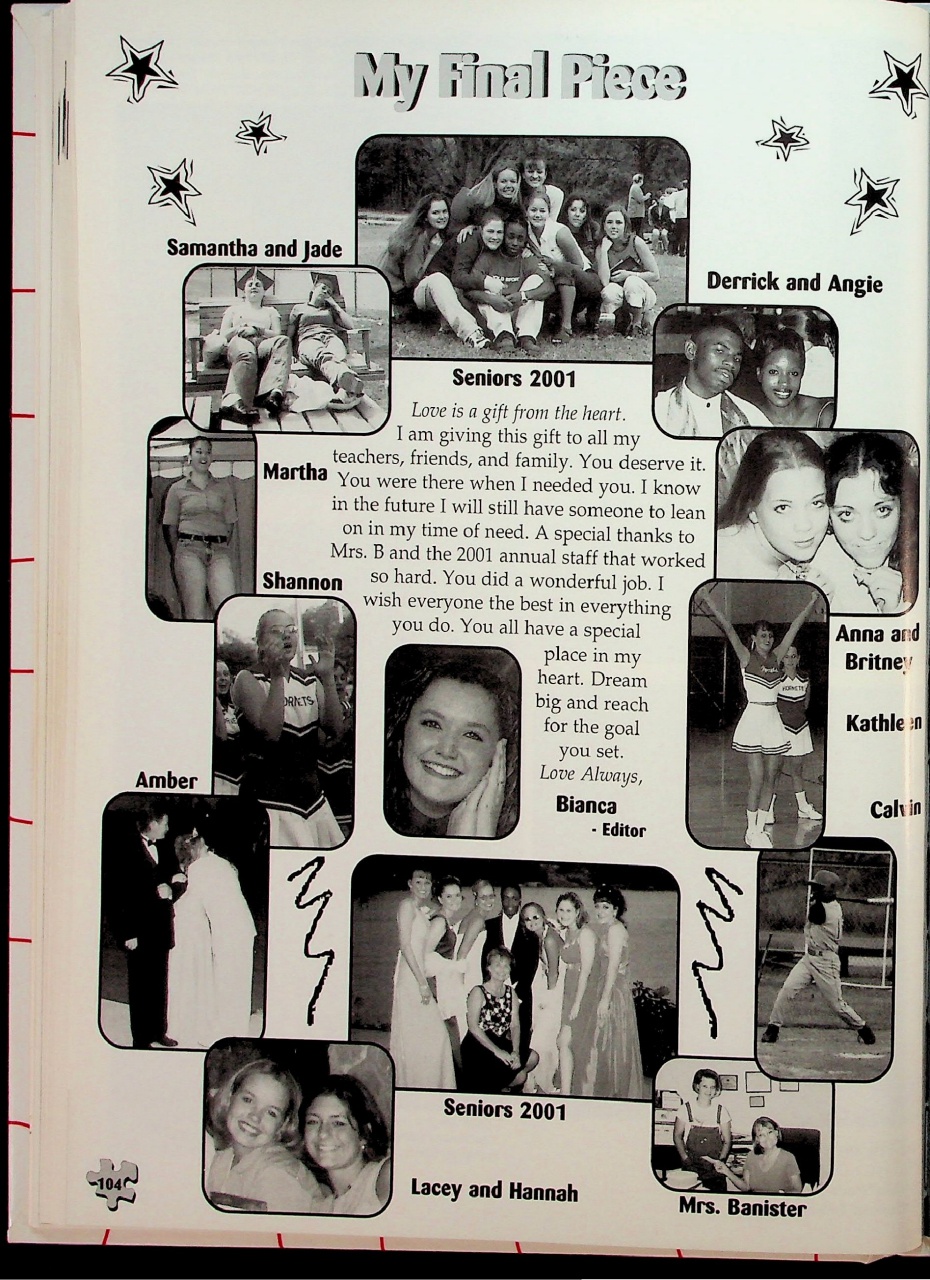 My Final Piece
Samantha and Jade
Derrick and Angie
Seniors 2001
Love is a gift from the heart.
I am giving this gift to all my
teachers, friends, and family. You deserve it.
You were there when I needed you. I know
in the future I will still have someone to lean
on in my time of need. A special thanks to
Mrs. B and the 2001 annual staff that worked
so hard. You did a wonderful job. I
wish everyone the best in everything
you do. You all have a special
place in my
heart. Dream
big and reach
for the goal
you set.
Love Always,
Bianca
- Editor
Martha
Shannon
HORNETS
Anna and
Britney
HORNETS
Kathleen
Amber
Calvin
Seniors 2001
Lacey and Hannah
Mrs. Banister
104